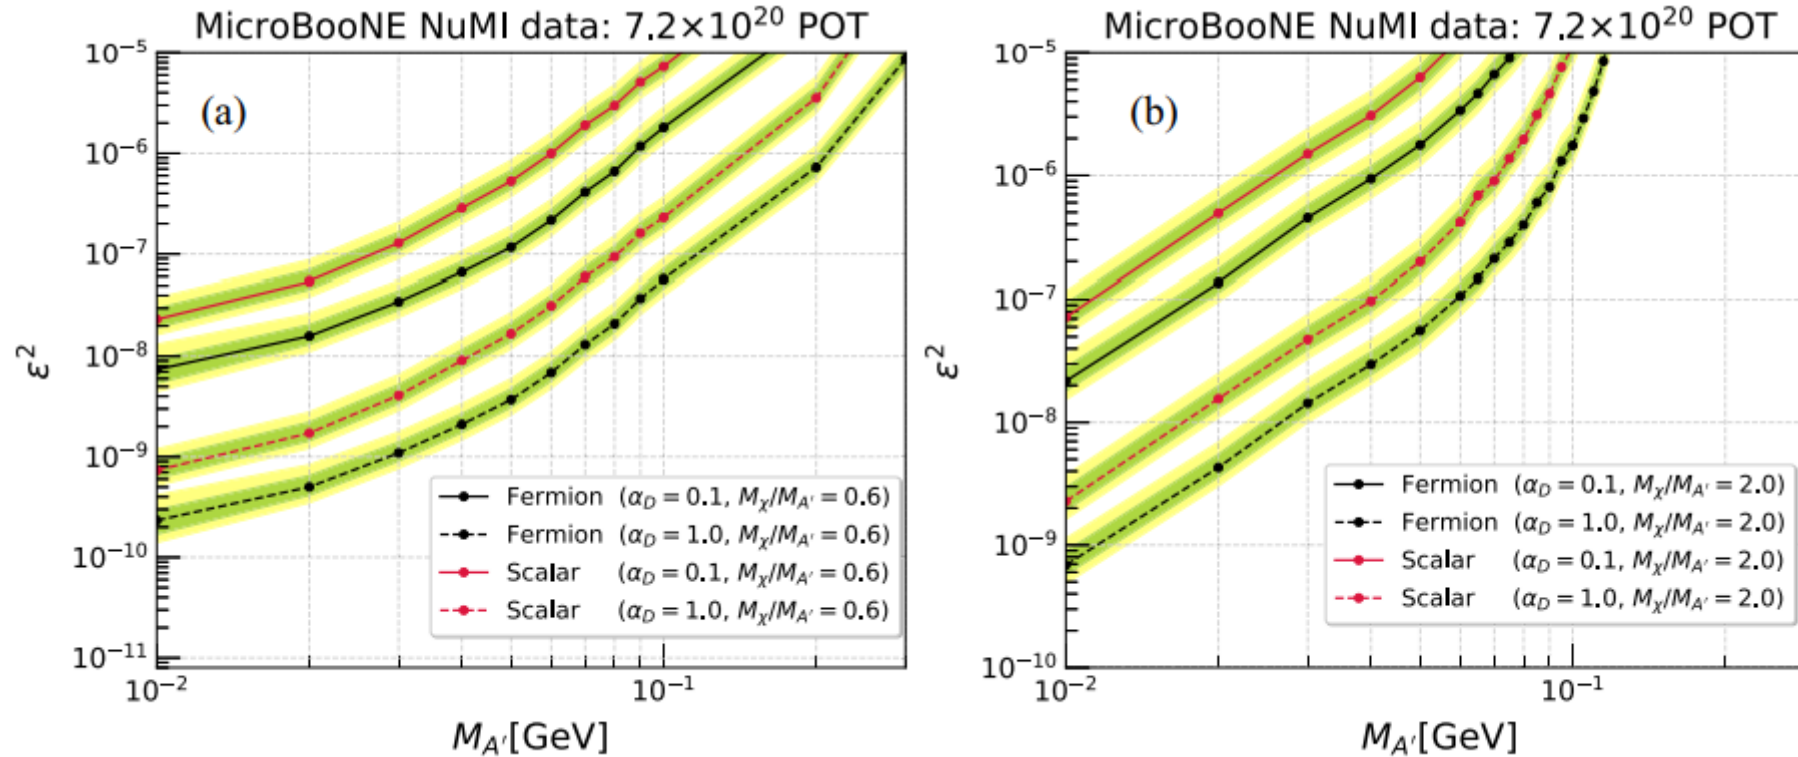 MicroBooNE NuMI data: 7.2×10²⁰ POT
(a)
10⁻⁵
10⁻⁶
10⁻⁷
10⁻⁸
10⁻⁹
10⁻¹⁰
10⁻¹¹
ε²
Fermion (α_D = 0.1, M_χ/M_A′ = 0.6)
Fermion (α_D = 1.0, M_χ/M_A′ = 0.6)
Scalar (α_D = 0.1, M_χ/M_A′ = 0.6)
Scalar (α_D = 1.0, M_χ/M_A′ = 0.6)
10⁻² 10⁻¹
M_A′[GeV]
MicroBooNE NuMI data: 7.2×10²⁰ POT
(b)
10⁻⁵
10⁻⁶
10⁻⁷
10⁻⁸
10⁻⁹
10⁻¹⁰
ε²
Fermion (α_D = 0.1, M_χ/M_A′ = 2.0)
Fermion (α_D = 1.0, M_χ/M_A′ = 2.0)
Scalar (α_D = 0.1, M_χ/M_A′ = 2.0)
Scalar (α_D = 1.0, M_χ/M_A′ = 2.0)
10⁻² 10⁻¹
M_A′[GeV]